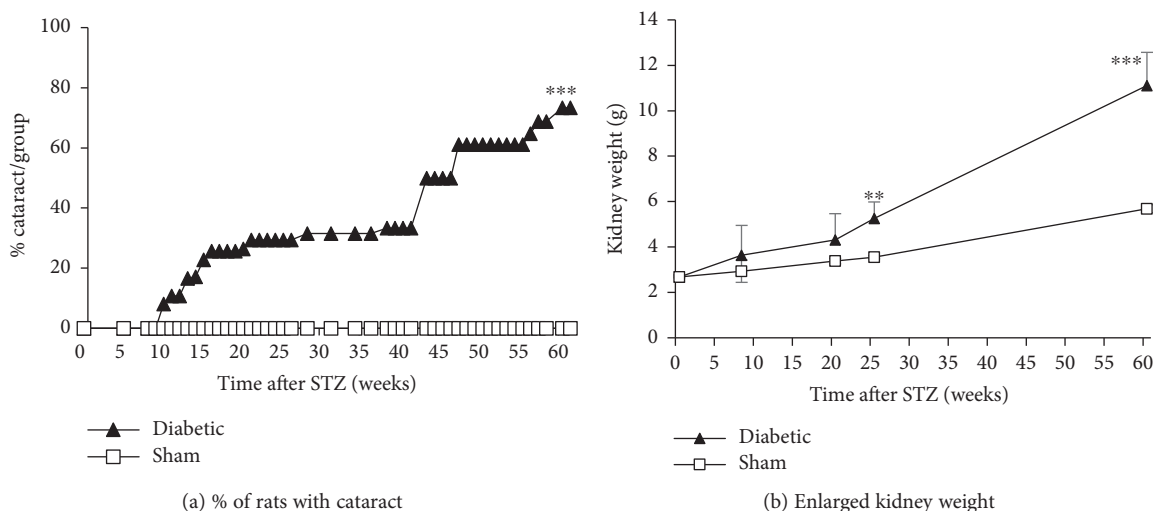 100
80
60
40
20
0
% cataract/group
***
0 5 10 15 20 25 30 35 40 45 50 55 60
Time after STZ (weeks)
Diabetic
Sham
(a) % of rats with cataract
14
12
10
8
6
4
2
0
Kidney weight (g)
**
***
0 5 10 15 20 25 30 35 40 45 50 55 60
Time after STZ (weeks)
Diabetic
Sham
(b) Enlarged kidney weight